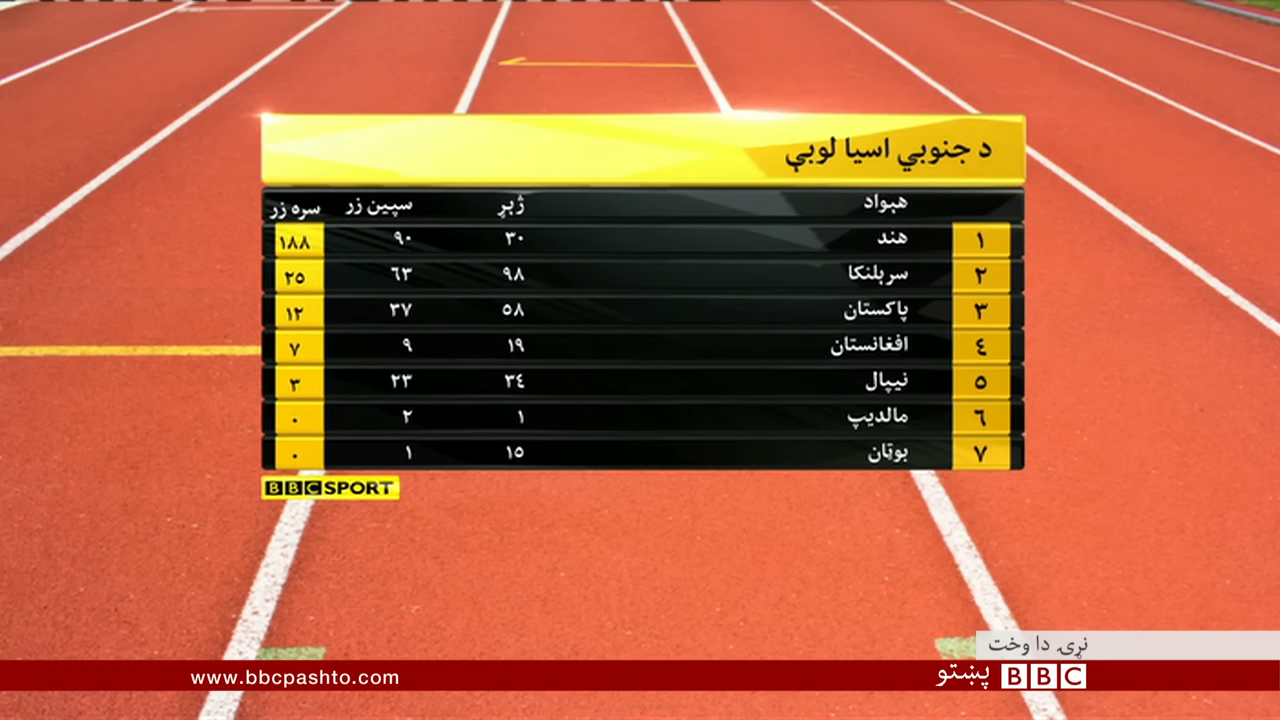 د جنوبي اسيا لوبې
هېواد ژېړ سپين زر سره زر
١ هند ٣٠ ٩٠ ١٨٨
٢ سريلنکا ٩٨ ٦٣ ٢٥
٣ پاکستان ٥٨ ٣٧ ١٢
٤ افغانستان ١٩ ٩ ٧
٥ نيپال ٣٤ ٢٣ ٣
٦ مالديپ ١ ٢ ٠
٧ بوټان ١٥ ١ ٠
BBC SPORT
نړۍ دا وخت
BBC پښتو
www.bbcpashto.com